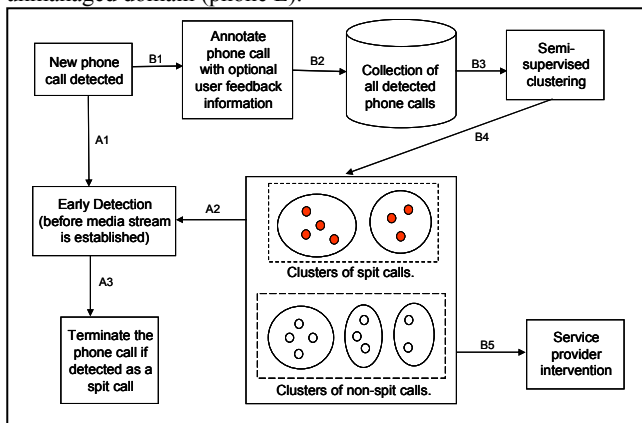 unmanaged domain (phone E).
New phone
call detected
B1
Annotate
phone call
with optional
user feedback
information
B2
Collection of
all detected
phone calls
B3
Semi-
supervised
clustering
A1
B4
Early Detection
(before media stream
is established)
A2
Clusters of spit calls.
A3
Terminate the
phone call if
detected as a
spit call
Clusters of non-spit calls.
B5
Service
provider
intervention